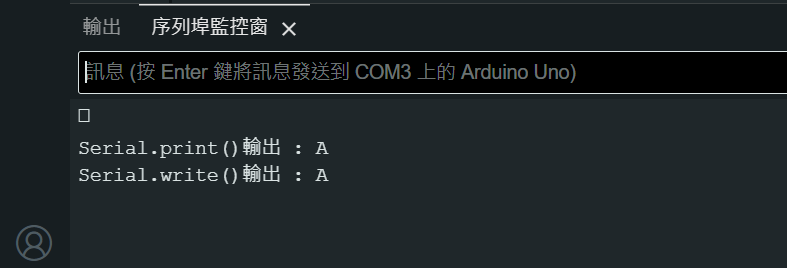 輸出 序列埠監控窗
訊息 (按 Enter 鍵將訊息發送到 COM3 上的 Arduino Uno)
□
Serial.print()輸出 : A
Serial.write()輸出 : A